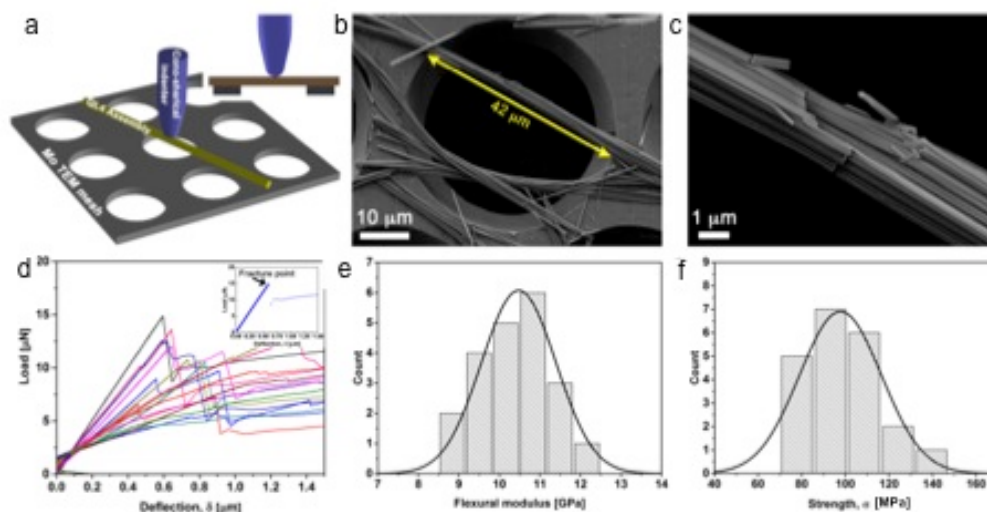 a
Cono-spherical
Indenter
Assembly
Mo TEM mesh
b
42 µm
10 µm
c
1 µm
d
Load [µN]
20
15
10
5
0
0.0 0.2 0.4 0.6 0.8 1.0 1.2 1.4
Deflection, δ [µm]
Fracture point
e
Count
6
5
4
3
2
1
0
7 8 9 10 11 12 13 14
Flexural modulus [GPa]
f
Count
9
8
7
6
5
4
3
2
1
0
40 60 80 100 120 140 160
Strength, σ [MPa]